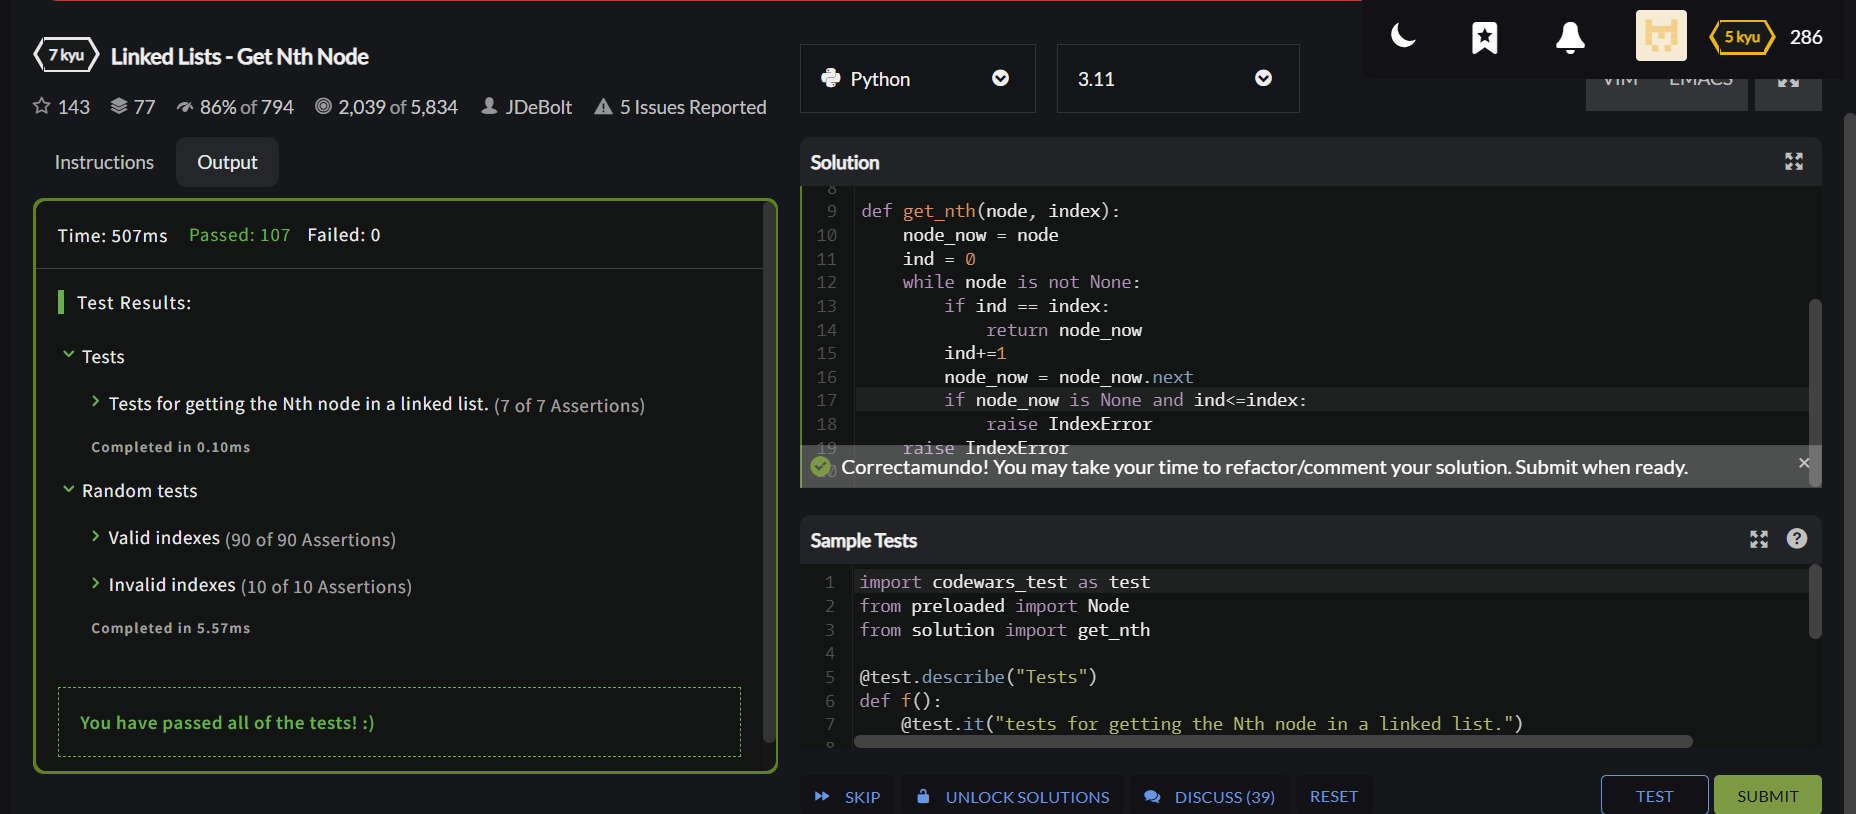 5 kyu
286
7 kyu
Linked Lists - Get Nth Node
143
77
86% of 794
2,039 of 5,834
JDeBolt
5 Issues Reported
Python
3.11
VIM
EMACS
Instructions
Output
Time: 507ms Passed: 107 Failed: 0
Test Results:
Tests
Tests for getting the Nth node in a linked list. (7 of 7 Assertions)
Completed in 0.10ms
Random tests
Valid indexes (90 of 90 Assertions)
Invalid indexes (10 of 10 Assertions)
Completed in 5.57ms
You have passed all of the tests! :)
Solution
8
9 def get_nth(node, index):
10 node_now = node
11 ind = 0
12 while node is not None:
13 if ind == index:
14 return node_now
15 ind+=1
16 node_now = node_now.next
17 if node_now is None and ind<=index:
18 raise IndexError
19 raise IndexError
Correctamundo! You may take your time to refactor/comment your solution. Submit when ready.
Sample Tests
1 import codewars_test as test
2 from preloaded import Node
3 from solution import get_nth
4
5 @test.describe("Tests")
6 def f():
7 @test.it("tests for getting the Nth node in a linked list.")
8
SKIP
UNLOCK SOLUTIONS
DISCUSS (39)
RESET
TEST
SUBMIT